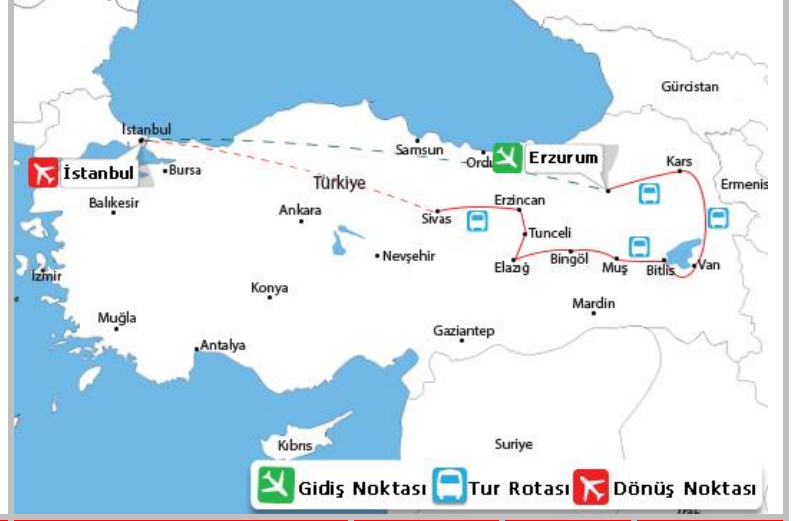 Gürcistan
İstanbul
Samsun
Ordu
Erzurum
Kars
İstanbul
Bursa
Türkiye
Ermenis
Balıkesir
Ankara
Sivas
Erzincan
Tunceli
Nevşehir
Elazığ
Bingöl
Muş
Bitlis
Van
İzmir
Konya
Mardin
Muğla
Gaziantep
Antalya
Kıbrıs
Suriye
Gidiş Noktası
Tur Rotası
Dönüş Noktası
Irak